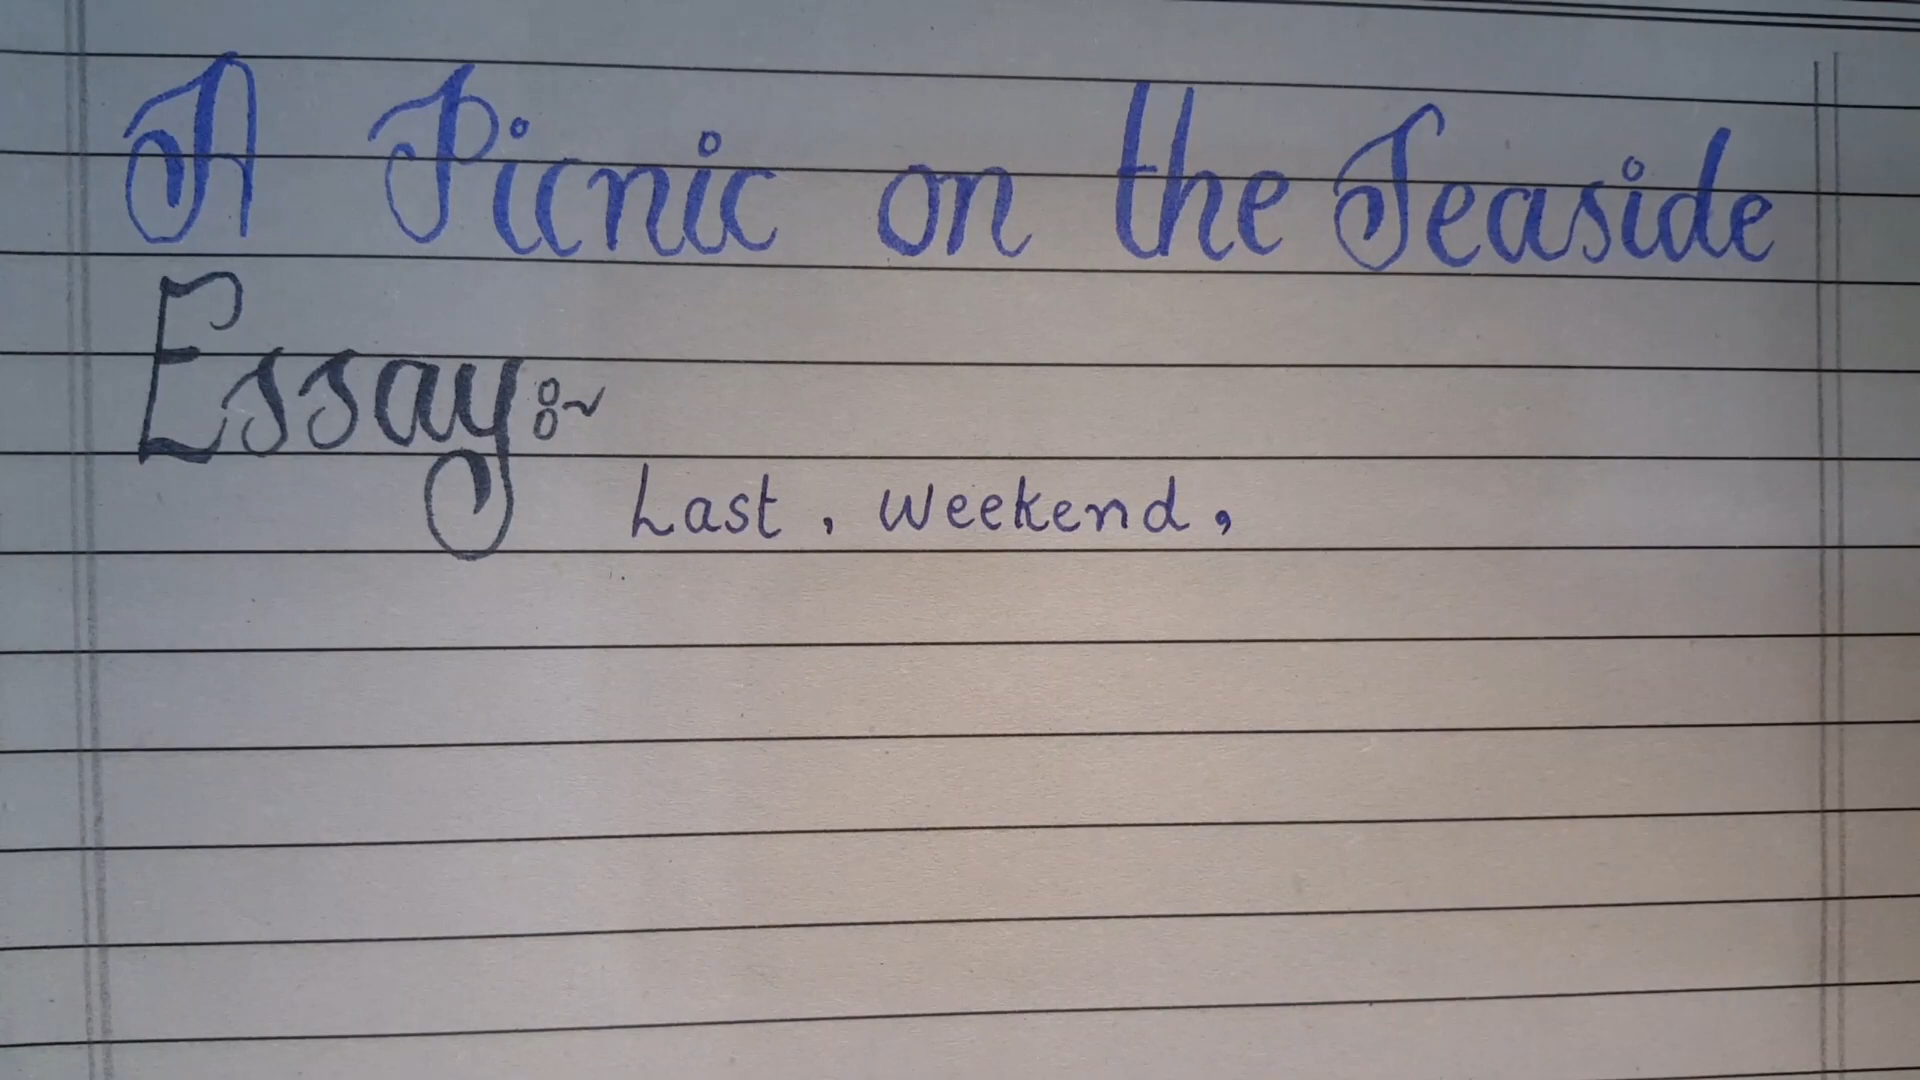 A Picnic on the Seaside
Essay:~
Last, Weekend,